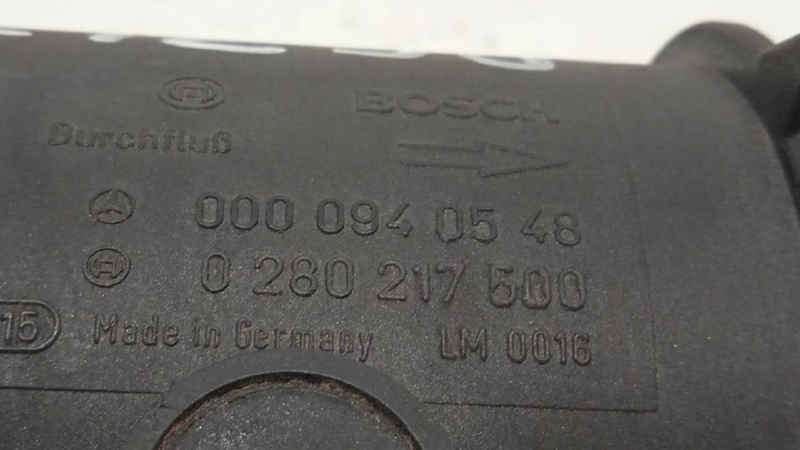 BOSCH
Durchfluß
000 094 05 48
0 280 217 500
15 Made in Germany LM 0016